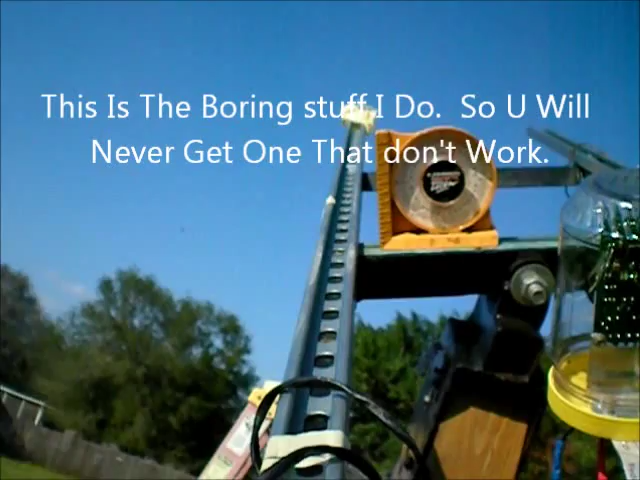 This Is The Boring stuff I Do.  So U Will
Never Get One That don't Work.